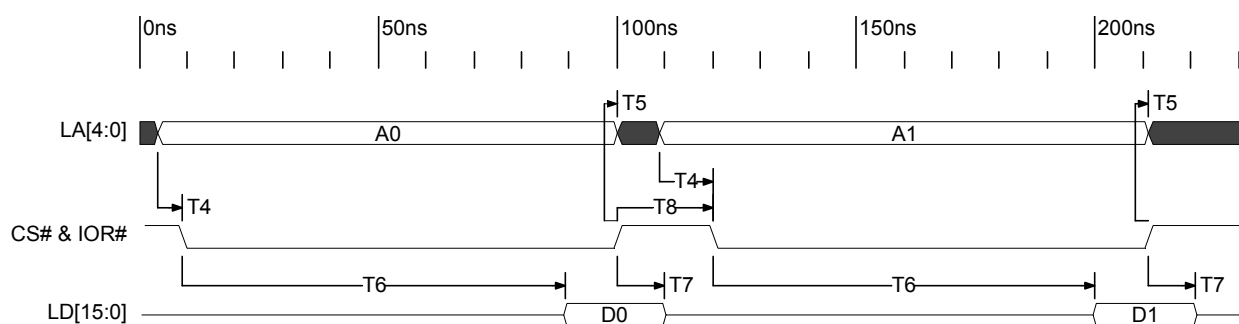 0ns 50ns 100ns 150ns 200ns
T5 T5
LA[4:0] A0 A1
T4
T4 T8
CS# & IOR#
T6 T7 T6 T7
LD[15:0] D0 D1